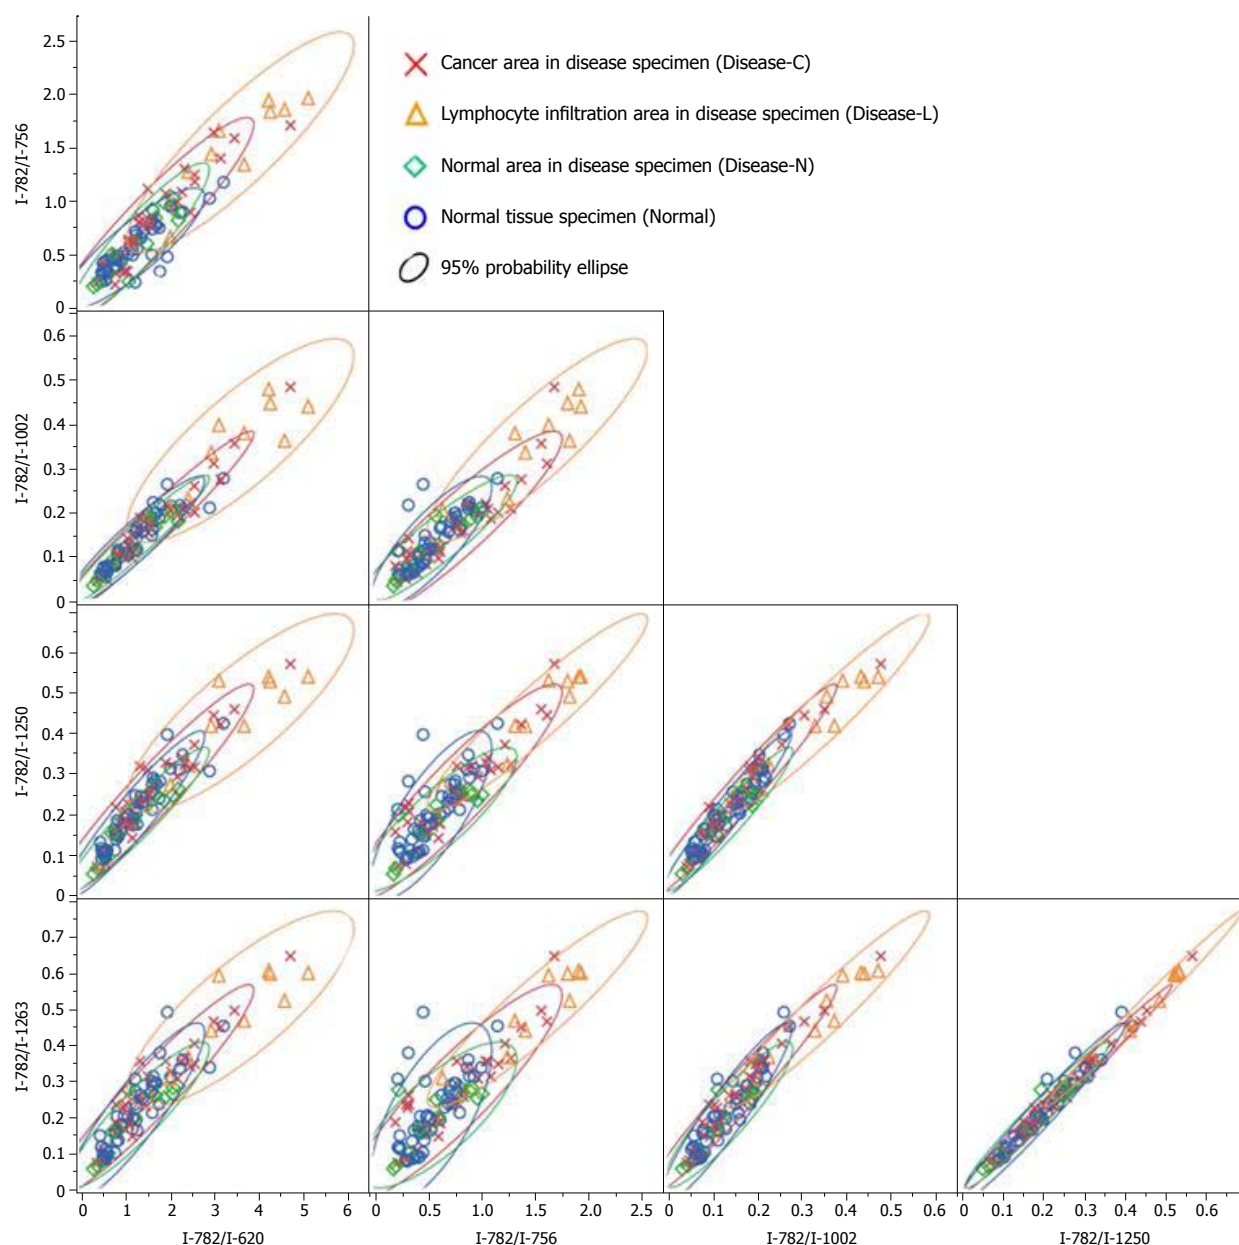 2.5
2.0
1.5
1.0
0.5
0
I-782/I-756
Cancer area in disease specimen (Disease-C)
Lymphocyte infiltration area in disease specimen (Disease-L)
Normal area in disease specimen (Disease-N)
Normal tissue specimen (Normal)
95% probability ellipse
0.6
0.5
0.4
0.3
0.2
0.1
0
I-782/I-1002
0.6
0.5
0.4
0.3
0.2
0.1
0
I-782/I-1250
0.7
0.6
0.5
0.4
0.3
0.2
0.1
0
I-782/I-1263
0 1 2 3 4 5 6 0 0.5 1.0 1.5 2.0 2.5 0 0.1 0.2 0.3 0.4 0.5 0.6 0 0.1 0.2 0.3 0.4 0.5 0.6
I-782/I-620 I-782/I-756 I-782/I-1002 I-782/I-1250